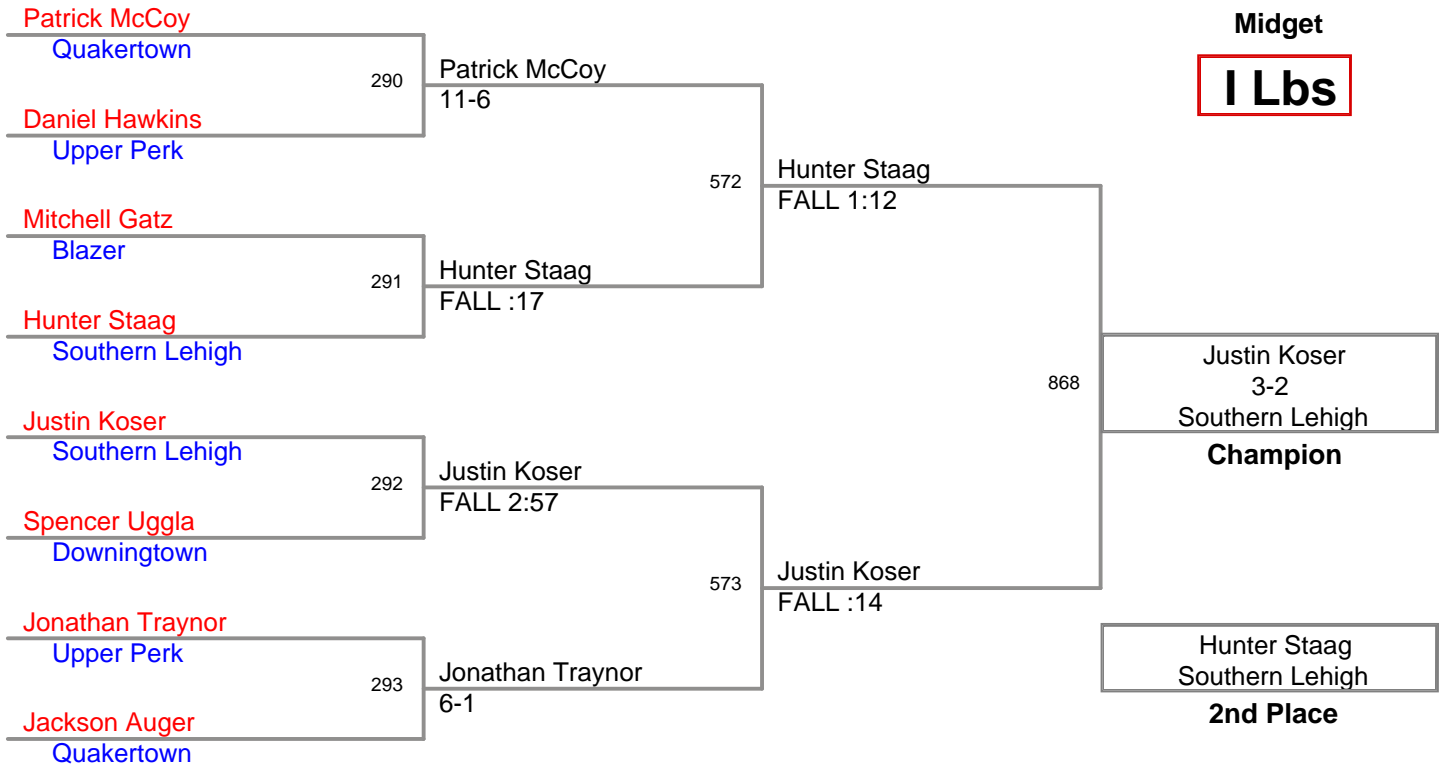 Patrick McCoy
Quakertown
290
Daniel Hawkins
Upper Perk
Mitchell Gatz
Blazer
291
Hunter Staag
Southern Lehigh
Justin Koser
Southern Lehigh
292
Spencer Uggla
Downingtown
Jonathan Traynor
Upper Perk
293
Jackson Auger
Quakertown
Patrick McCoy
11-6
572
Hunter Staag
FALL :17
Justin Koser
FALL 2:57
573
Jonathan Traynor
6-1
Hunter Staag
FALL 1:12
868
Justin Koser
FALL :14
Midget
I Lbs
Justin Koser
3-2
Southern Lehigh
Champion
Hunter Staag
Southern Lehigh
2nd Place